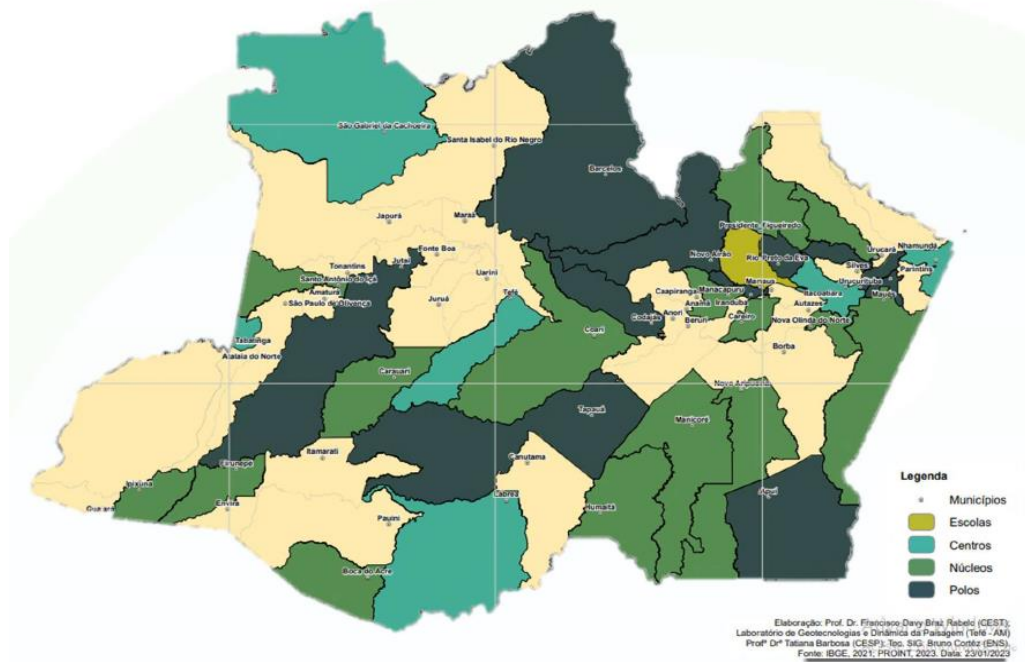 São Gabriel da Cachoeira
Santa Isabel do Rio Negro
Barcelos
Presidente Figueiredo
Japurá
Maraã
Fonte Boa
Jutaí
Tonantins
Santo Antônio do Içá
Amaturá
São Paulo de Olivença
Uarini
Juruá
Tefé
Novo Airão
Rio Preto da Eva
Urucará
Nhamundá
Silves
Parintins
Urucurituba
Manaus
Caapiranga
Manacapuru
Itacoatiara
Maués
Anamã
Iranduba
Autazes
Codajás
Anori
Beruri
Careiro
Nova Olinda do Norte
Coari
Borba
Tabatinga
Atalaia do Norte
Carauari
Novo Aripuanã
Tapauá
Manicoré
Itamarati
Canutama
Eirunepé
Ipixuna
Envira
Lábrea
Apuí
Humaitá
Pauini
Boca do Acre
Legenda
Municípios
Escolas
Centros
Núcleos
Polos
Elaboração: Prof. Dr. Francisco Davy Braz Rabelo (CEST);
Laboratório de Geotecnologias e Dinâmica da Paisagem (Tefé - AM)
Profª Drª Tatiana Barbosa (CESP); Tec. SIG. Bruno Cortéz (ENS)
Fonte: IBGE, 2021; PROINT, 2023. Data: 23/01/2023